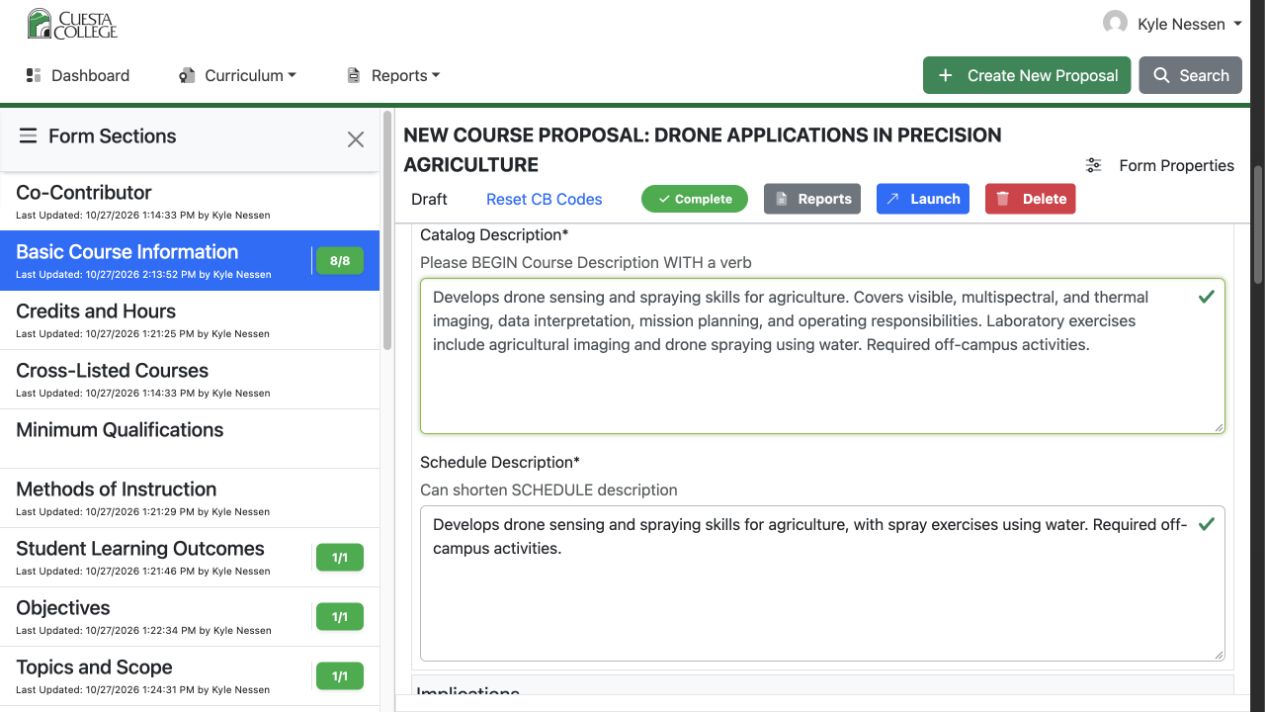 CUESTA
COLLEGE
Kyle Nessen
Dashboard
Curriculum
Reports
Create New Proposal
Search
Form Sections
Co-Contributor
Last Updated: 10/27/2026 1:14:33 PM by Kyle Nessen
Basic Course Information
8/8
Last Updated: 10/27/2026 2:13:52 PM by Kyle Nessen
Credits and Hours
Last Updated: 10/27/2026 1:21:25 PM by Kyle Nessen
Cross-Listed Courses
Last Updated: 10/27/2026 1:14:33 PM by Kyle Nessen
Minimum Qualifications
Methods of Instruction
Last Updated: 10/27/2026 1:21:29 PM by Kyle Nessen
Student Learning Outcomes
1/1
Last Updated: 10/27/2026 1:21:46 PM by Kyle Nessen
Objectives
1/1
Last Updated: 10/27/2026 1:22:34 PM by Kyle Nessen
Topics and Scope
1/1
Last Updated: 10/27/2026 1:24:31 PM by Kyle Nessen
NEW COURSE PROPOSAL: DRONE APPLICATIONS IN PRECISION
AGRICULTURE
Form Properties
Draft
Reset CB Codes
Complete
Reports
Launch
Delete
Catalog Description*
Please BEGIN Course Description WITH a verb
Develops drone sensing and spraying skills for agriculture. Covers visible, multispectral, and thermal
imaging, data interpretation, mission planning, and operating responsibilities. Laboratory exercises
include agricultural imaging and drone spraying using water. Required off-campus activities.
Schedule Description*
Can shorten SCHEDULE description
Develops drone sensing and spraying skills for agriculture, with spray exercises using water. Required off-
campus activities.
Implications